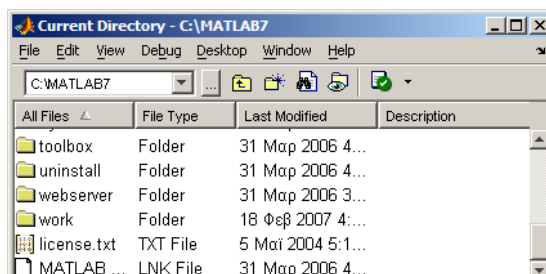 Current Directory - C:\MATLAB7
File Edit View Debug Desktop Window Help
C:\MATLAB7 ...
All Files File Type Last Modified Description
toolbox Folder 31 Μαρ 2006 4...
uninstall Folder 31 Μαρ 2006 4...
webserver Folder 31 Μαρ 2006 3...
work Folder 18 Φεβ 2007 4:...
license.txt TXT File 5 Μαϊ 2004 5:1...
MATLAB ... LNK File 31 Μαρ 2006 4...